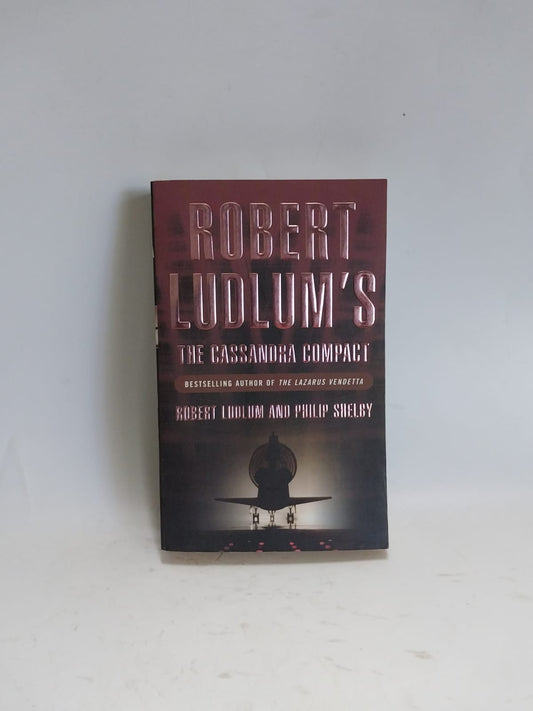 ROBERT
LUDLUM'S
THE CASSANDRA COMPACT
BESTSELLING AUTHOR OF THE LAZARUS VENDETTA
ROBERT LUDLUM AND PHILIP SHELBY